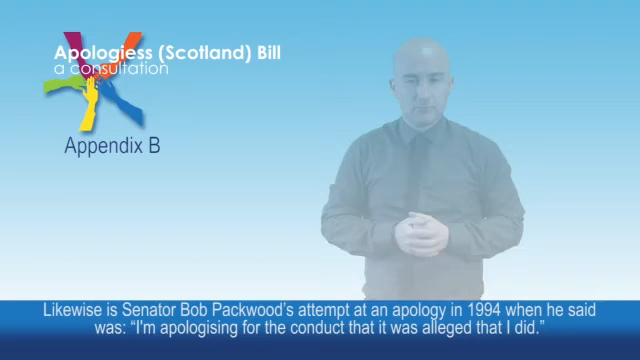 Apologiess (Scotland) Bill
a consultation
Appendix B
Likewise is Senator Bob Packwood's attempt at an apology in 1994 when he said
was: “I'm apologising for the conduct that it was alleged that I did.”